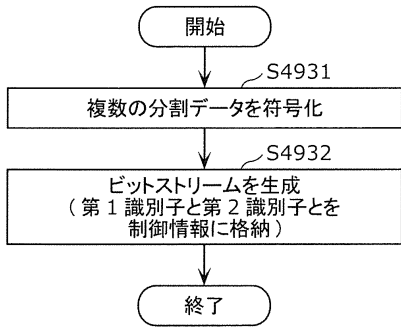 開始
S4931
複数の分割データを符号化
S4932
ビットストリームを生成
(第1識別子と第2識別子とを
制御情報に格納)
終了